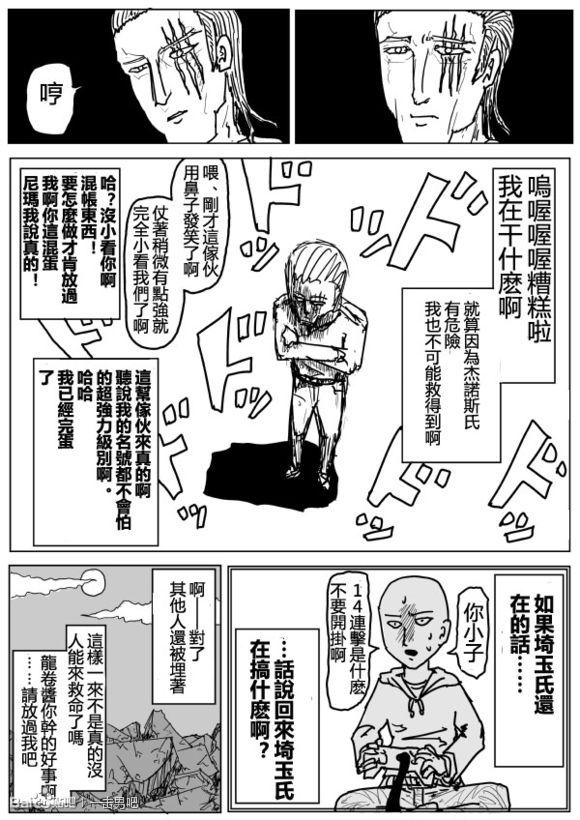 哼
嗚喔喔喔糟糕啦
我在干什麼啊
就算因為杰諾斯氏
有危險
我也不可能救得到啊
喂、剛才這傢伙
用鼻子發笑了啊
仗著稍微有點強就
完全小看我們了啊
哈？沒小看你啊
混帳東西！
要怎麼做才肯放過
我啊你這混蛋
尼瑪我說真的！
ドドドドド
這幫傢伙來真的啊
聽說我的名號都不會怕
的超強力級別啊。
哈哈
我已經完蛋
了
如果埼玉氏還
在的話……
你小子
14連擊是什麼
不要開掛啊
…話說回來埼玉氏
在搞什麼啊？
啊——對了
其他人還被埋著
這樣一來不是真的沒
人能來救命了嗎
龍卷醬你幹的好事啊
……請放過我吧
一击男吧